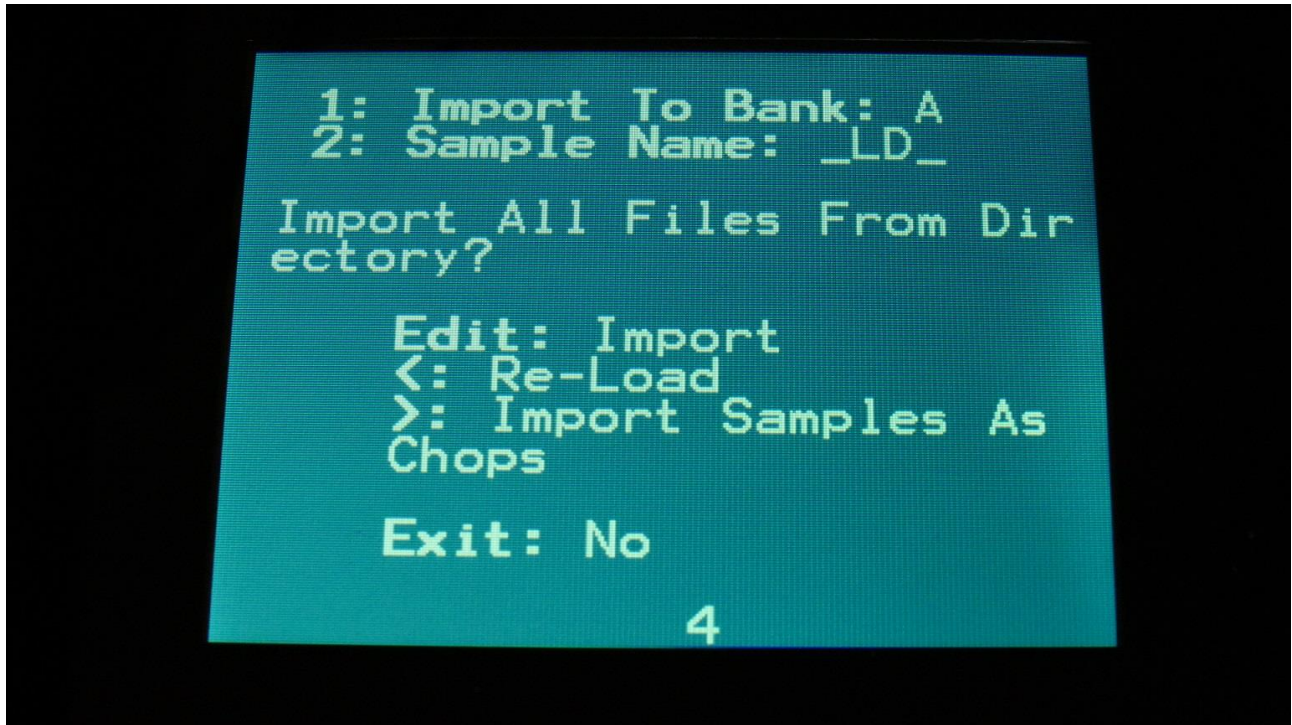 1: Import To Bank: A
2: Sample Name: _LD_
Import All Files From Dir
ectory?
Edit: Import
<: Re-Load
>: Import Samples As
Chops
Exit: No
4